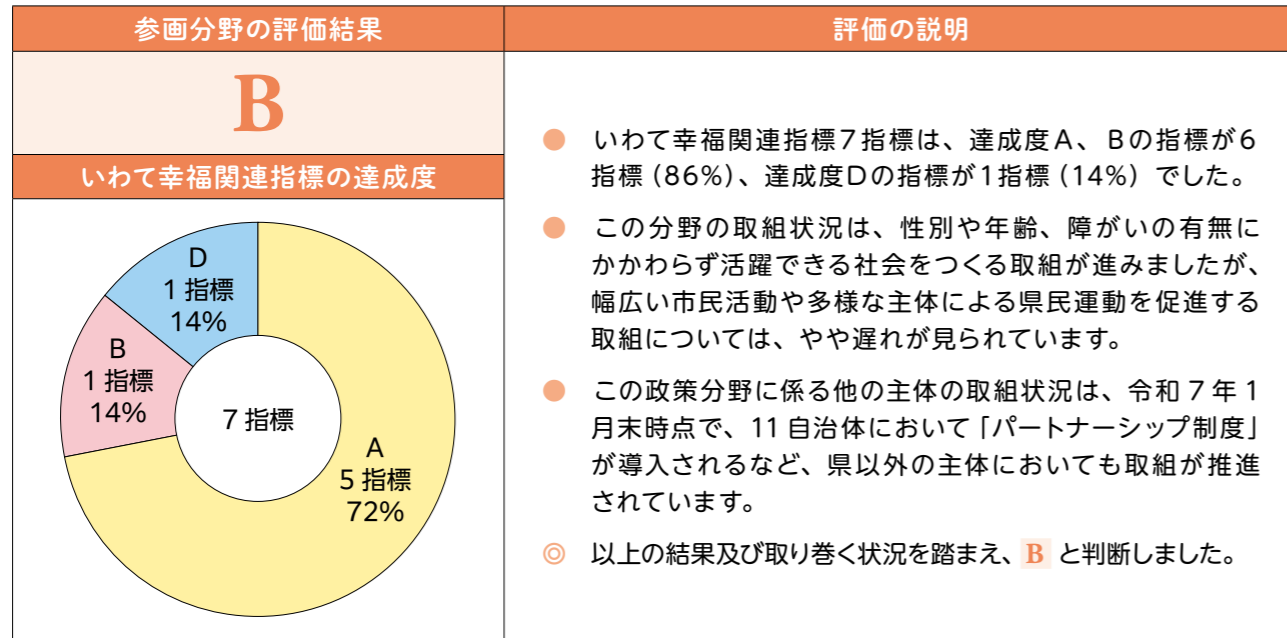 参画分野の評価結果
B
いわて幸福関連指標の達成度
D
1 指標
14%
B
1 指標
14%
7 指標
A
5 指標
72%
評価の説明
● いわて幸福関連指標7指標は、達成度A、Bの指標が6
指標（86%）、達成度Dの指標が1指標（14%）でした。
● この分野の取組状況は、性別や年齢、障がいの有無に
かかわらず活躍できる社会をつくる取組が進みましたが、
幅広い市民活動や多様な主体による県民運動を促進する
取組については、やや遅れが見られています。
● この政策分野に係る他の主体の取組状況は、令和 7 年 1
月末時点で、11 自治体において「パートナーシップ制度」
が導入されるなど、県以外の主体においても取組が推進
されています。
◎ 以上の結果及び取り巻く状況を踏まえ、 B と判断しました。